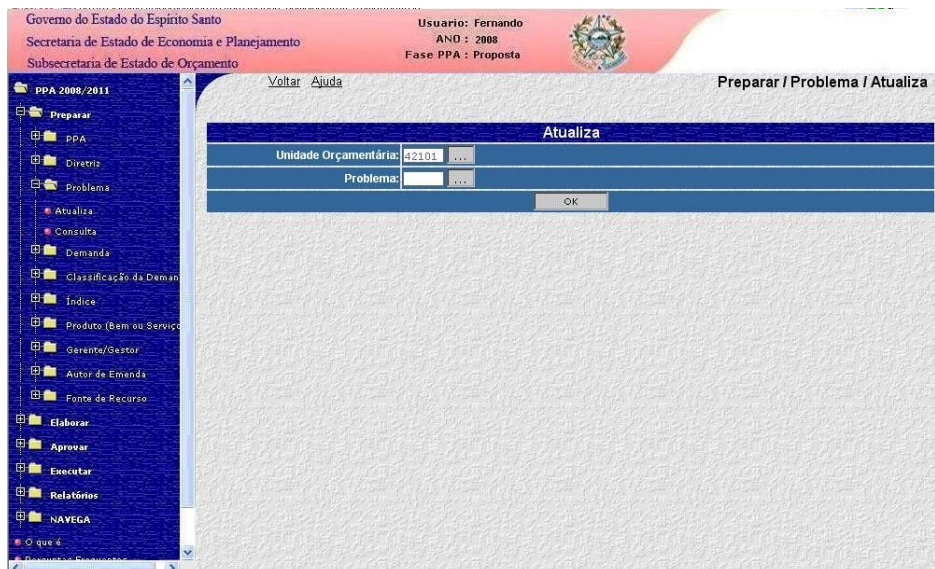 Governo do Estado do Espírito Santo
Secretaria de Estado de Economia e Planejamento
Subsecretaria de Estado de Orçamento
Usuario: Fernando
ANO : 2008
Fase PPA : Proposta
Voltar Ajuda
Preparar / Problema / Atualiza
PPA 2008/2011
Preparar
PPA
Diretriz
Problema
Atualiza
Consulta
Demanda
Classificação da Deman
Índice
Produto (Bem ou Serviço
Gerente/Gestor
Autor de Emenda
Fonte de Recurso
Elaborar
Aprovar
Executar
Relatórios
NAVEGA
O que é
Perguntas Frequentes
Atualiza
Unidade Orçamentária: 42101 ...
Problema: ...
OK